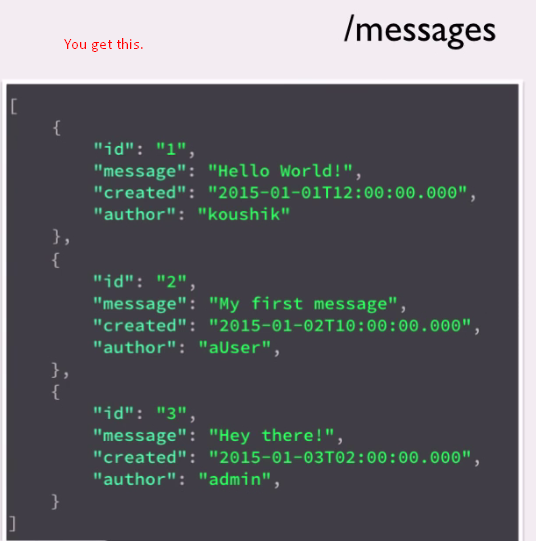 /messages
You get this.
[
{
"id": "1",
"message": "Hello World!",
"created": "2015-01-01T12:00:00.000",
"author": "koushik"
},
{
"id": "2",
"message": "My first message",
"created": "2015-01-02T10:00:00.000",
"author": "aUser",
},
{
"id": "3",
"message": "Hey there!",
"created": "2015-01-03T02:00:00.000",
"author": "admin",
}
]